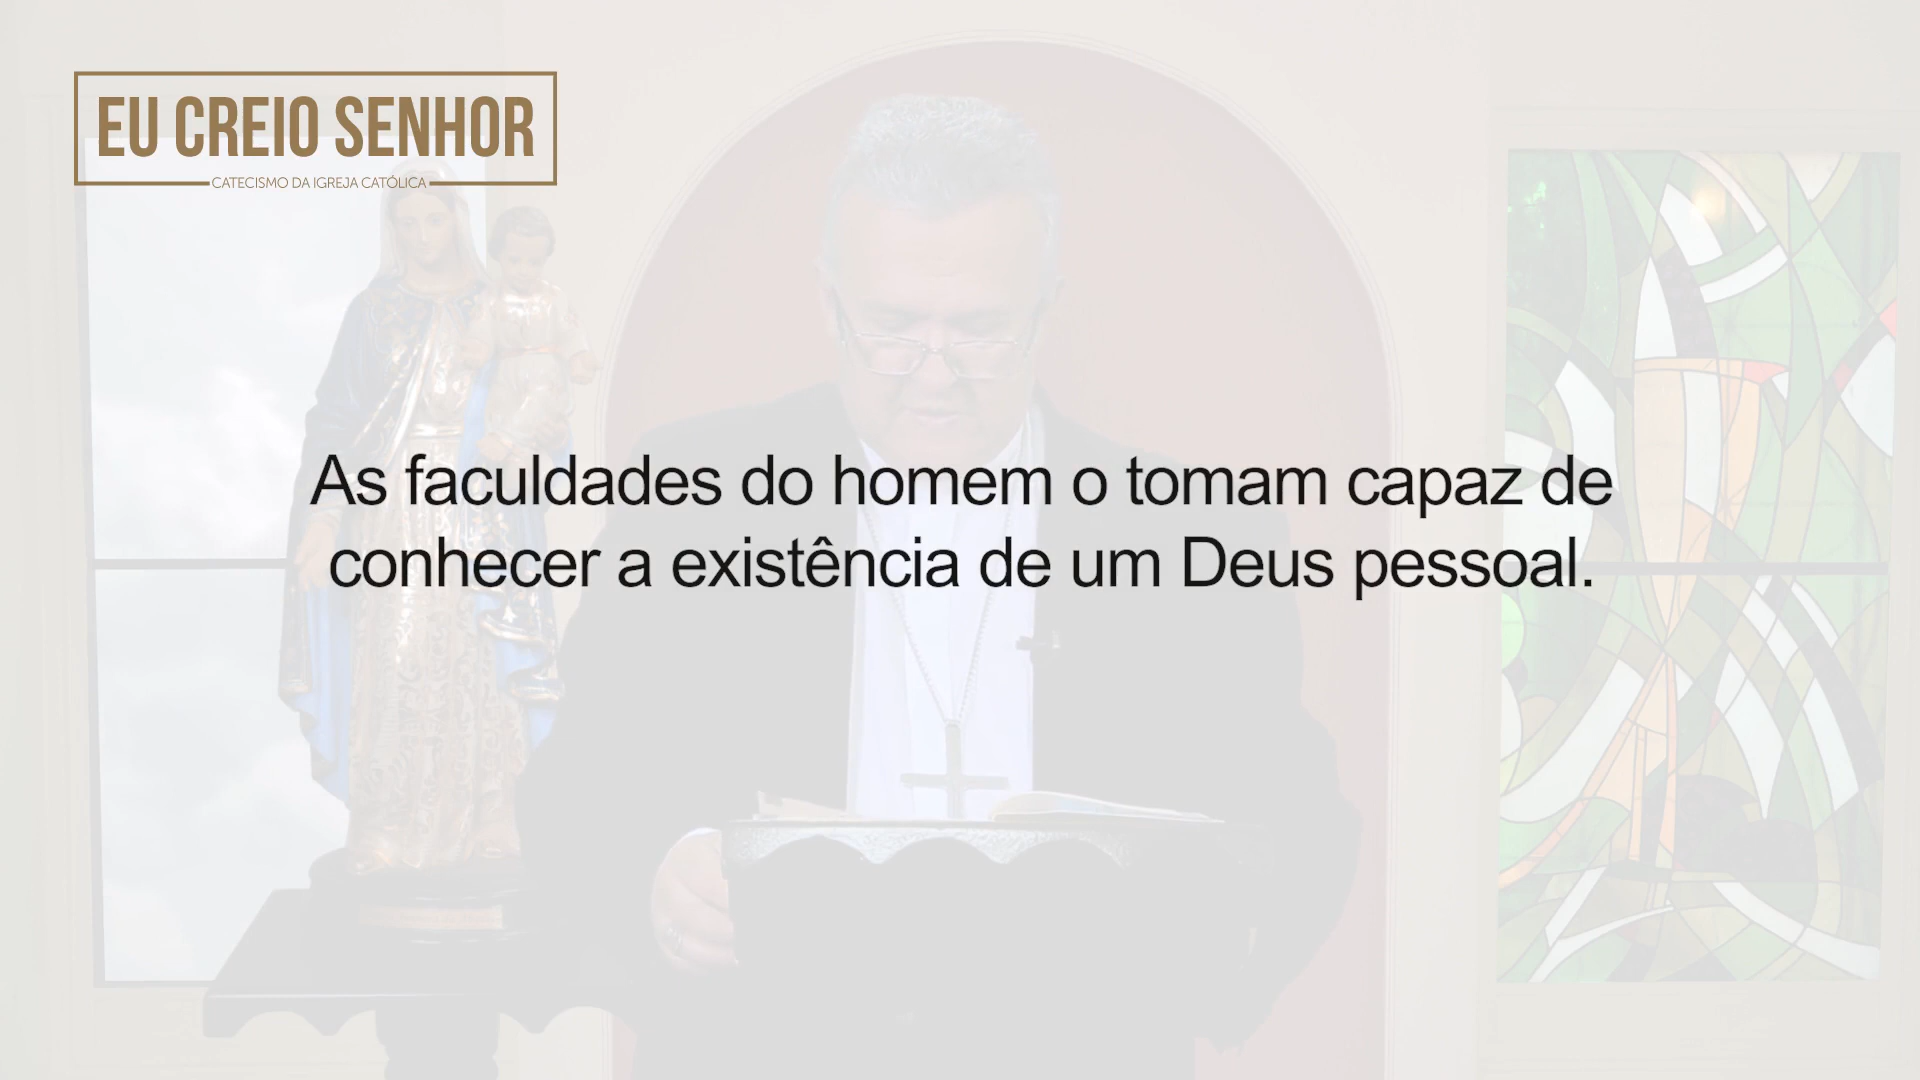 EU CREIO SENHOR
CATECISMO DA IGREJA CATÓLICA
As faculdades do homem o tomam capaz de
conhecer a existência de um Deus pessoal.